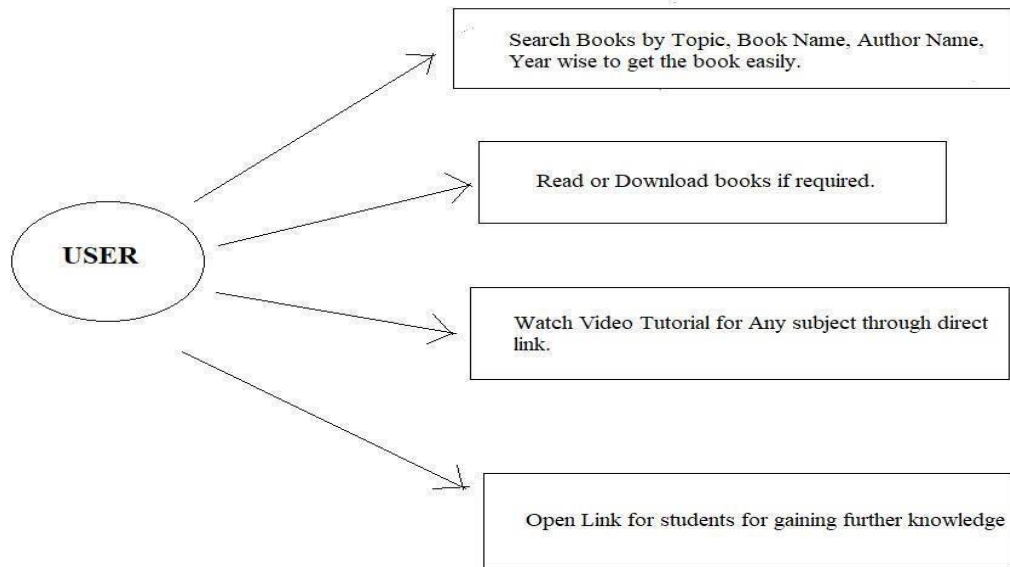 Search Books by Topic, Book Name, Author Name,
Year wise to get the book easily.
Read or Download books if required.
USER
Watch Video Tutorial for Any subject through direct
link.
Open Link for students for gaining further knowledge